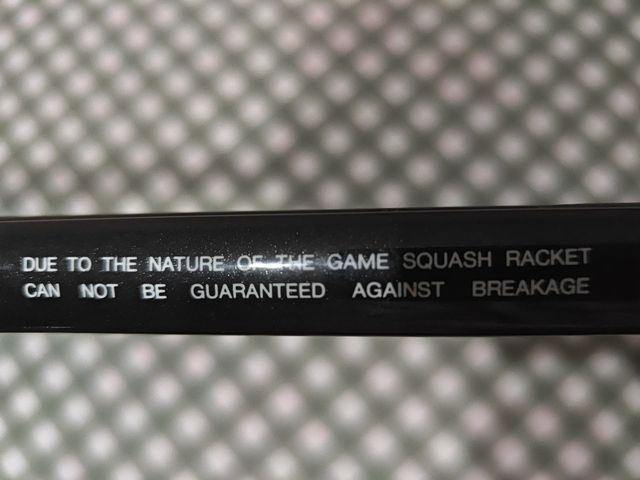 DUE TO THE NATURE OF THE GAME SQUASH RACKET
CAN NOT BE GUARANTEED AGAINST BREAKAGE